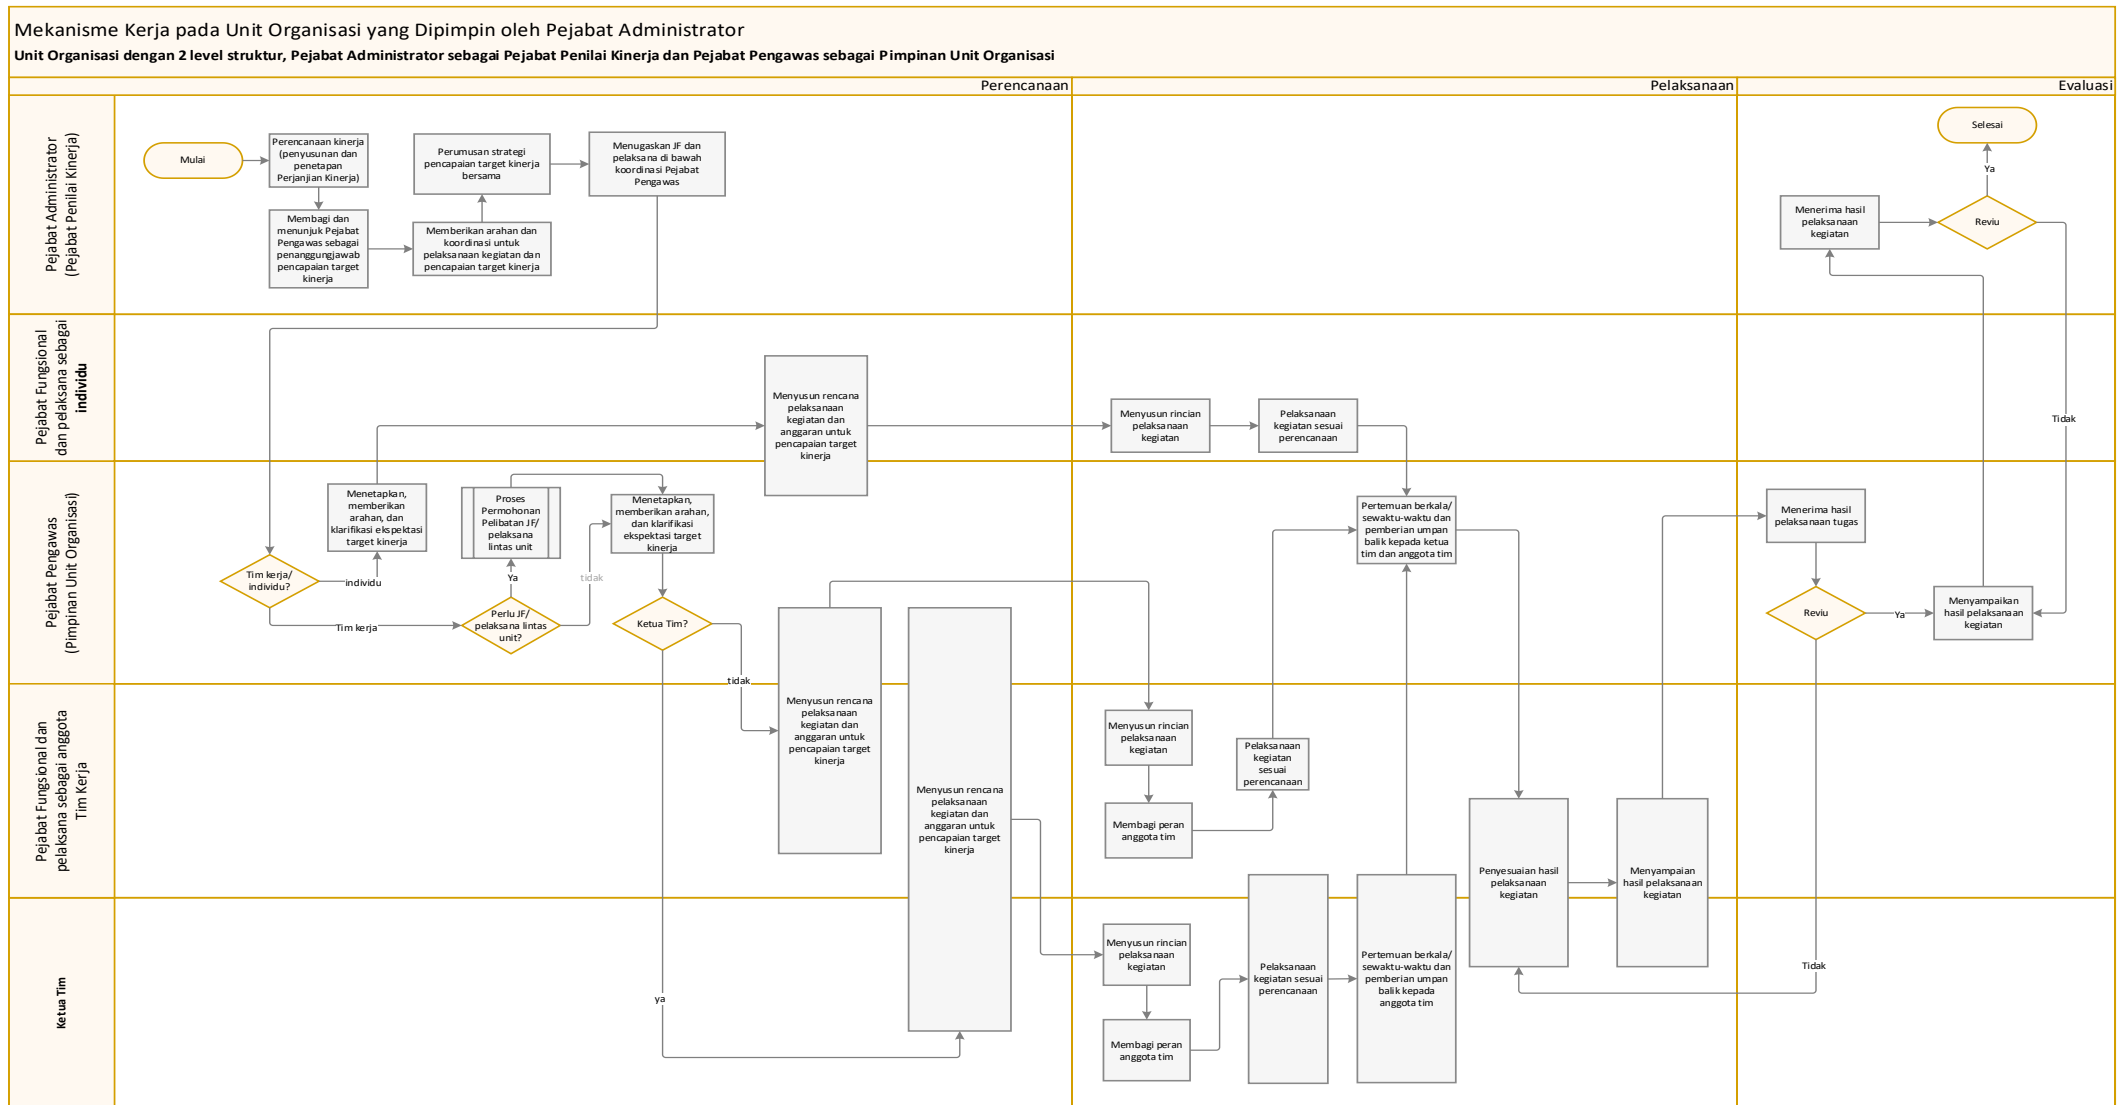 Mekanisme Kerja pada Unit Organisasi yang Dipimpin oleh Pejabat Administrator
Unit Organisasi dengan 2 level struktur, Pejabat Administrator sebagai Pejabat Penilai Kinerja dan Pejabat Pengawas sebagai Pimpinan Unit Organisasi
Perencanaan
Pelaksanaan
Evaluasi
Pejabat Administrator
(Pejabat Penilai Kinerja)
Mulai
Perencanaan kinerja
(penyusunan dan
penetapan
Perjanjian Kinerja)
Membagi dan
menunjuk Pejabat
Pengawas sebagai
penanggungjawab
pencapaian target
kinerja
Perumusan strategi
pencapaian target kinerja
bersama
Memberikan arahan dan
koordinasi untuk
pelaksanaan kegiatan dan
pencapaian target kinerja
Menugaskan JF dan
pelaksana di bawah
koordinasi Pejabat
Pengawas
Selesai
Ya
Menerima hasil
pelaksanaan
kegiatan
Reviu
Tidak
Pejabat Fungsional
dan pelaksana sebagai
individu
Menyusun rencana
pelaksanaan
kegiatan dan
anggaran untuk
pencapaian target
kinerja
Menyusun rincian
pelaksanaan
kegiatan
Pelaksanaan
kegiatan sesuai
perencanaan
Pejabat Pengawas
(Pimpinan Unit Organisasi)
Tim kerja/
individu?
individu
Tim kerja
Menetapkan,
memberikan
arahan, dan
klarifikasi ekspektasi
target kinerja
Proses
Permohonan
Pelibatan JF/
pelaksana
lintas unit
Ya
tidak
Perlu JF/
pelaksana lintas
unit?
Menetapkan,
memberikan arahan,
dan klarifikasi
ekspektasi target
kinerja
Ketua Tim?
tidak
ya
Pertemuan berkala/
sewaktu-waktu dan
pemberian umpan
balik kepada ketua
tim dan anggota tim
Menerima hasil
pelaksanaan tugas
Reviu
Ya
Menyampaikan
hasil pelaksanaan
kegiatan
Tidak
Pejabat Fungsional dan
pelaksana sebagai anggota
Tim Kerja
Menyusun rencana
pelaksanaan
kegiatan dan
anggaran untuk
pencapaian target
kinerja
Menyusun rencana
pelaksanaan
kegiatan dan
anggaran untuk
pencapaian target
kinerja
Menyusun rincian
pelaksanaan
kegiatan
Membagi peran
anggota tim
Pelaksanaan
kegiatan
sesuai
perencanaan
Penyesuaian hasil
pelaksanaan
kegiatan
Menyampaian
hasil pelaksanaan
kegiatan
Ketua Tim
Menyusun rincian
pelaksanaan
kegiatan
Membagi peran
anggota tim
Pelaksanaan
kegiatan sesuai
perencanaan
Pertemuan berkala/
sewaktu-waktu dan
pemberian umpan
balik kepada
anggota tim